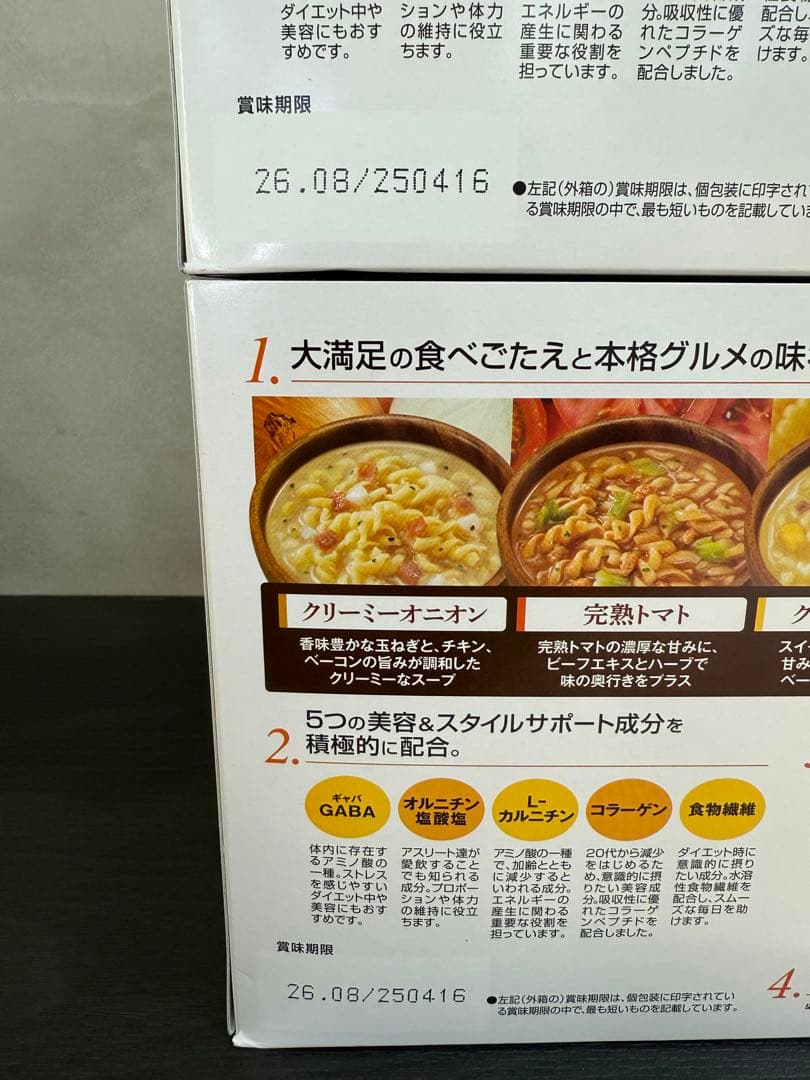 ダイエット中や
美容にもおす
すめです。
ションや体力
の維持に役立
ちます。
エネルギーの
産生に関わる
重要な役割を
担っています。
分。吸収性に優
れたコラーゲ
ンペプチドを
配合しました。
配合し、
ズな毎
けます。
賞味期限
26.08/250416
●左記(外箱の)賞味期限は、個包装に印字され
る賞味期限の中で、最も短いものを記載してい
1. 大満足の食べごたえと本格グルメの味
クリーミーオニオン
香味豊かな玉ねぎと、チキン、
ベーコンの旨みが調和した
クリーミーなスープ
完熟トマト
完熟トマトの濃厚な甘みに、
ビーフエキスとハーブで
味の奥行きをプラス
ク
スイ
甘み
ベー
2. 5つの美容&スタイルサポート成分を
積極的に配合。
ギャバ
GABA
体内に存在す
るアミノ酸の
一種。ストレス
を感じやすい
ダイエット中や
美容にもおす
すめです。
オルニチン
塩酸塩
アスリート達が
愛飲すること
でも知られる
成分。プロポー
ションや体力
の維持に役立
ちます。
L-
カルニチン
アミノ酸の一種
で、加齢ととも
に減少すると
いわれる成分。
エネルギーの
産生に関わる
重要な役割を
担っています。
コラーゲン
20代から減少
をはじめるた
め、意識的に摂
りたい美容成
分。吸収性に優
れたコラーゲ
ンペプチドを
配合しました。
食物繊維
ダイエット時に
意識的に摂り
たい成分。水溶
性食物繊維を
配合し、スムー
ズな毎日を助
けます。
賞味期限
26.08/250416
●左記(外箱の)賞味期限は、個包装に印字されてい
る賞味期限の中で、最も短いものを記載しています。
4.